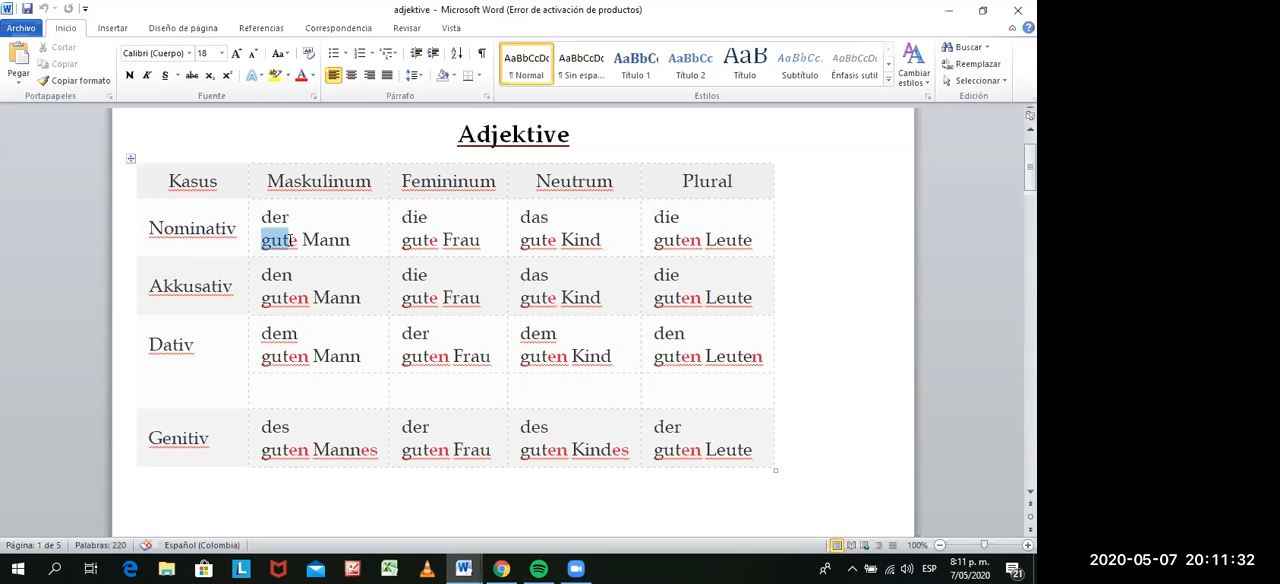 adjektive - Microsoft Word (Error de activación de productos)
Archivo Inicio Insertar Diseño de página Referencias Correspondencia Revisar Vista
Pegar
Cortar
Copiar
Copiar formato
Portapapeles
Calibri (Cuerpo) 18
Fuente
Párrafo
AaBbCcDc AaBbCcDc AaBbC AaBbCc AaB AaBbCc. AaBbCcDc
¶ Normal ¶ Sin espa... Título 1 Título 2 Título Subtítulo Énfasis sutil
Estilos
Cambiar
estilos
Buscar
Reemplazar
Seleccionar
Edición
Adjektive
Kasus Maskulinum Femininum Neutrum Plural
Nominativ
der die das die
gute Mann gute Frau gute Kind guten Leute
Akkusativ
den die das die
guten Mann gute Frau gute Kind guten Leute
Dativ
dem der dem den
guten Mann guten Frau guten Kind guten Leuten
Genitiv
des der des der
guten Mannes guten Frau guten Kindes guten Leute
Página: 1 de 5 Palabras: 220 Español (Colombia) 100%
ESP
8:11 p. m.
7/05/2020
21
2020-05-07 20:11:32